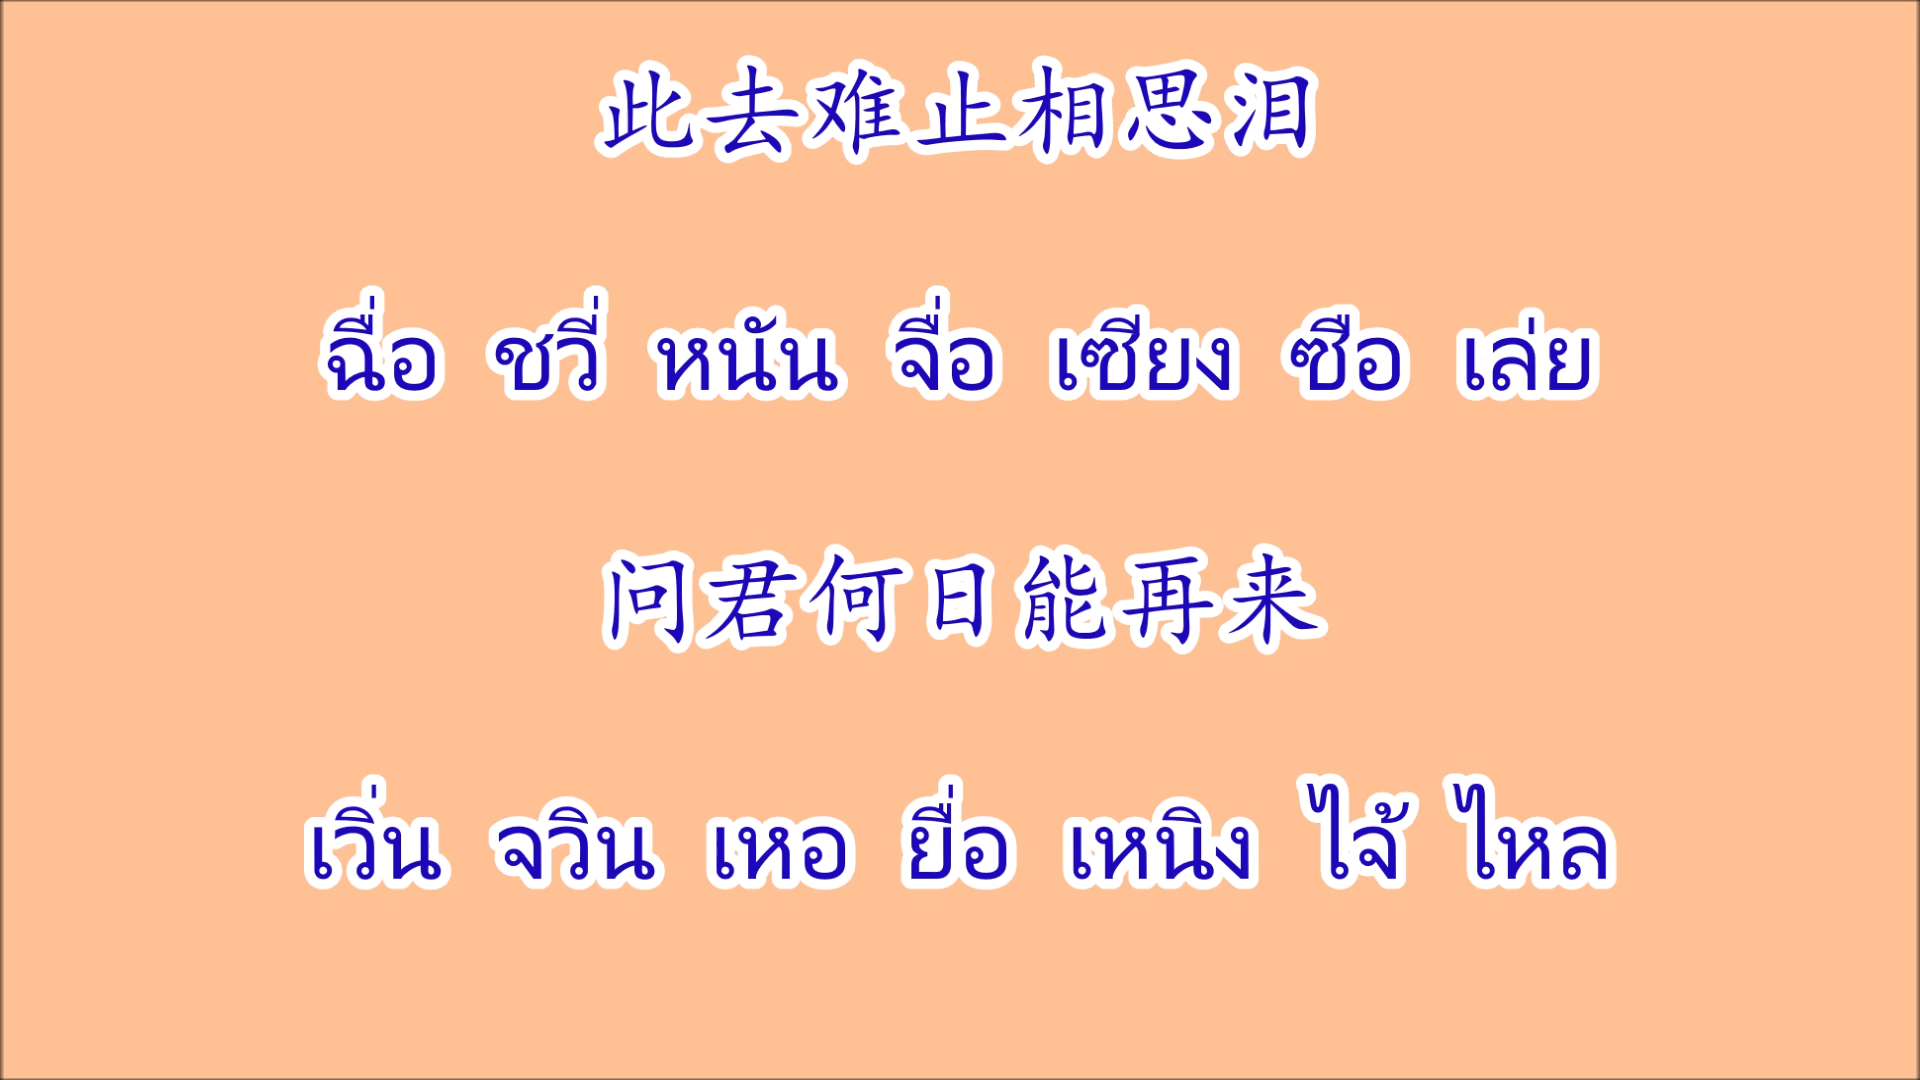 此去难止相思泪
ฉื่อ ชวี่ หนัน จื่อ เซียง ซือ เล่ย
问君何日能再来
เวิ่น จวิน เหอ ยื่อ เหนิง ไจ้ ไหล